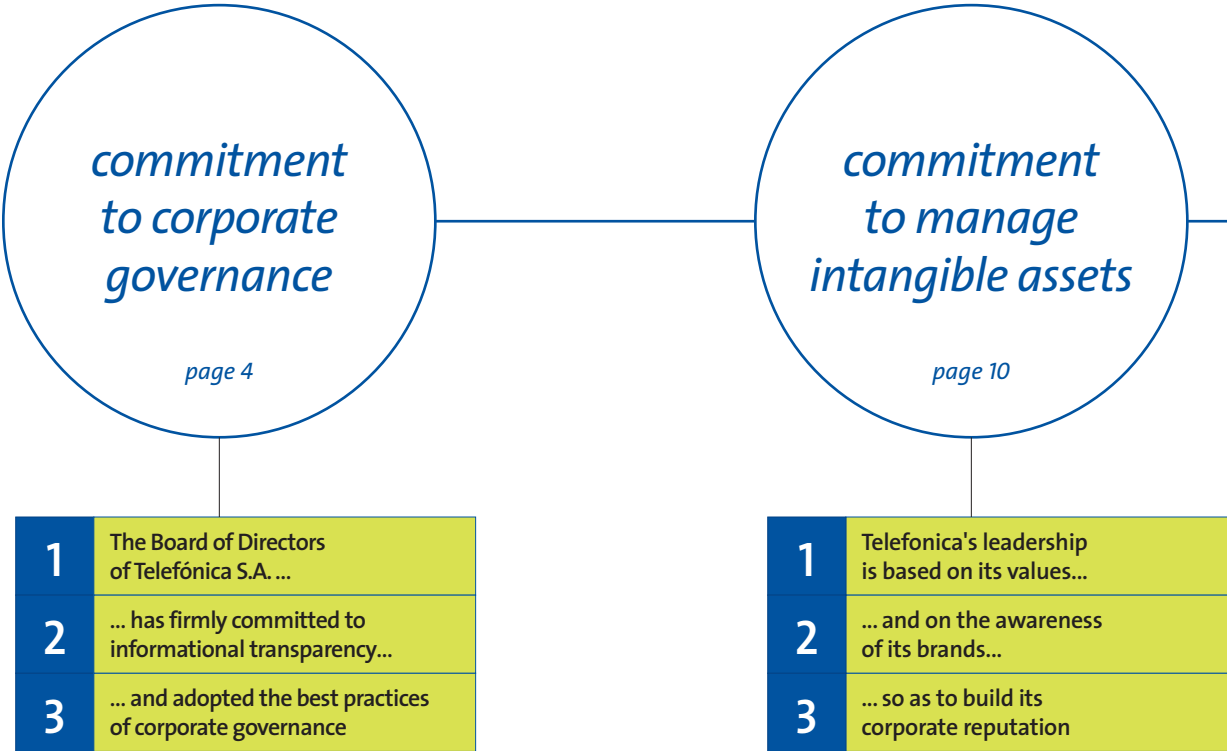 commitment
to corporate
governance
page 4
1
The Board of Directors
of Telefónica S.A. ...
2
... has firmly committed to
informational transparency...
3
... and adopted the best practices
of corporate governance
commitment
to manage
intangible assets
page 10
1
Telefonica's leadership
is based on its values...
2
... and on the awareness
of its brands...
3
... so as to build its
corporate reputation